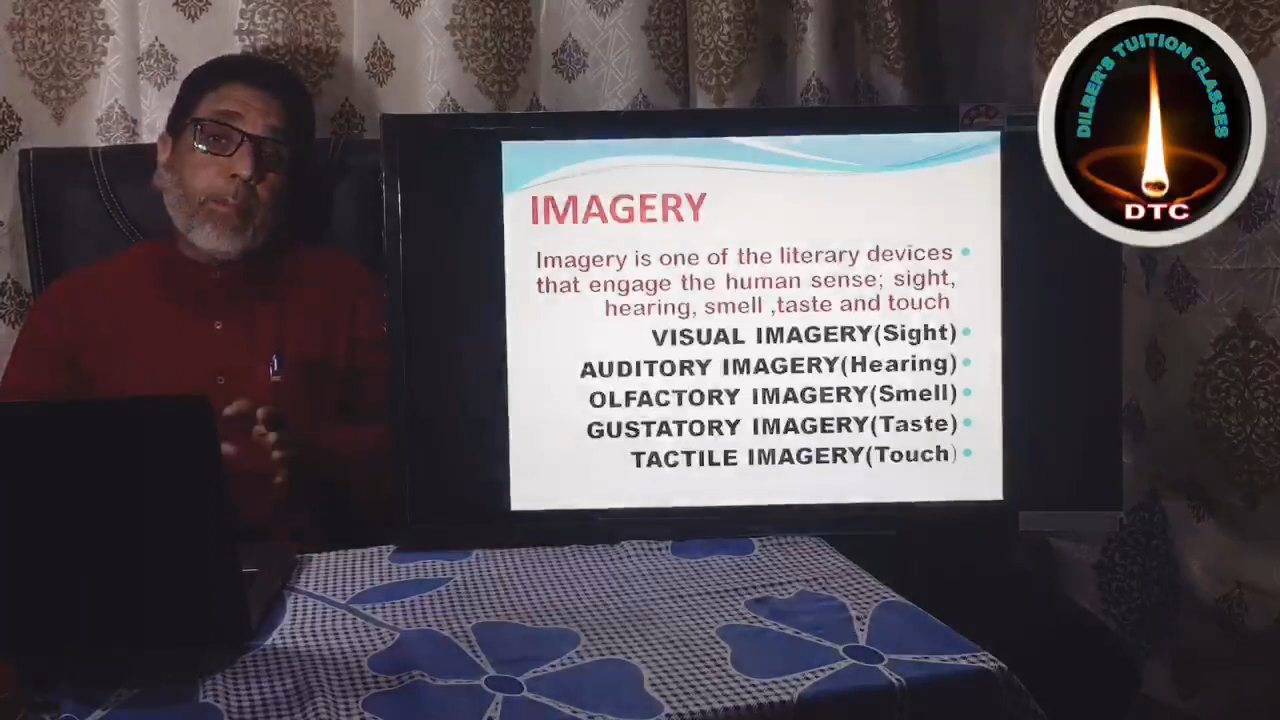 DILBER'S TUITION CLASSES
DTC
IMAGERY
Imagery is one of the literary devices
that engage the human sense; sight,
hearing, smell ,taste and touch
VISUAL IMAGERY(Sight)
AUDITORY IMAGERY(Hearing)
OLFACTORY IMAGERY(Smell)
GUSTATORY IMAGERY(Taste)
TACTILE IMAGERY(Touch)